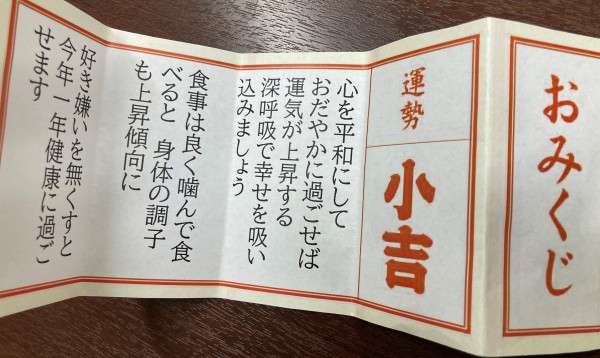 おみくじ
運勢
小吉
心を平和にして
おだやかに過ごせば
運気が上昇する
深呼吸で幸せを吸い
込みましょう
食事は良く噛んで食
べると 身体の調子
も上昇傾向に
好き嫌いを無くすと
今年一年健康に過ご
せます